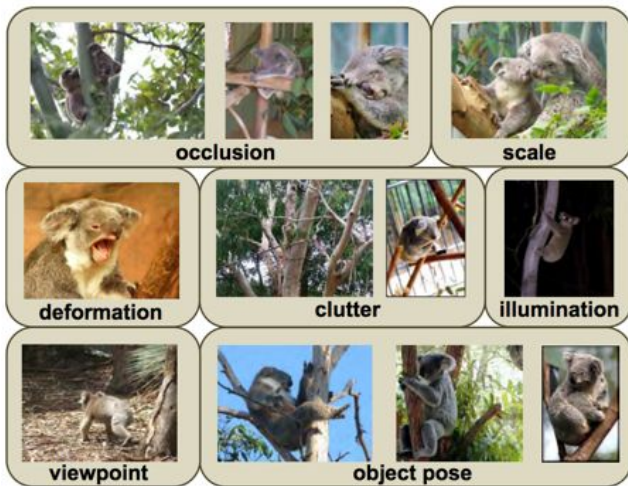 occlusion
scale
deformation
clutter
illumination
viewpoint
object pose